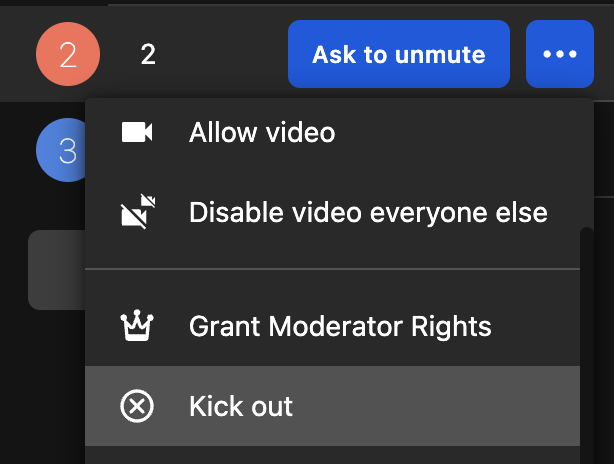 2
2
Ask to unmute
3
Allow video
Disable video everyone else
Grant Moderator Rights
Kick out